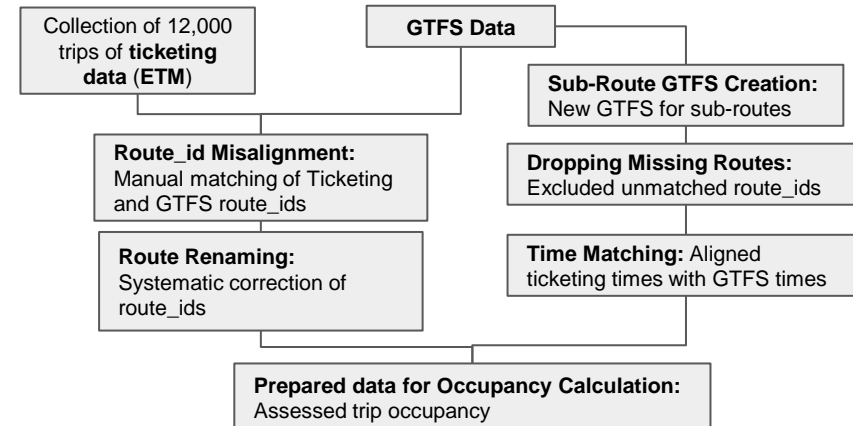 Collection of 12,000
trips of ticketing
data (ETM)
GTFS Data
Sub-Route GTFS Creation:
New GTFS for sub-routes
Route_id Misalignment:
Manual matching of Ticketing
and GTFS route_ids
Dropping Missing Routes:
Excluded unmatched route_ids
Route Renaming:
Systematic correction of
route_ids
Time Matching: Aligned
ticketing times with GTFS times
Prepared data for Occupancy Calculation:
Assessed trip occupancy